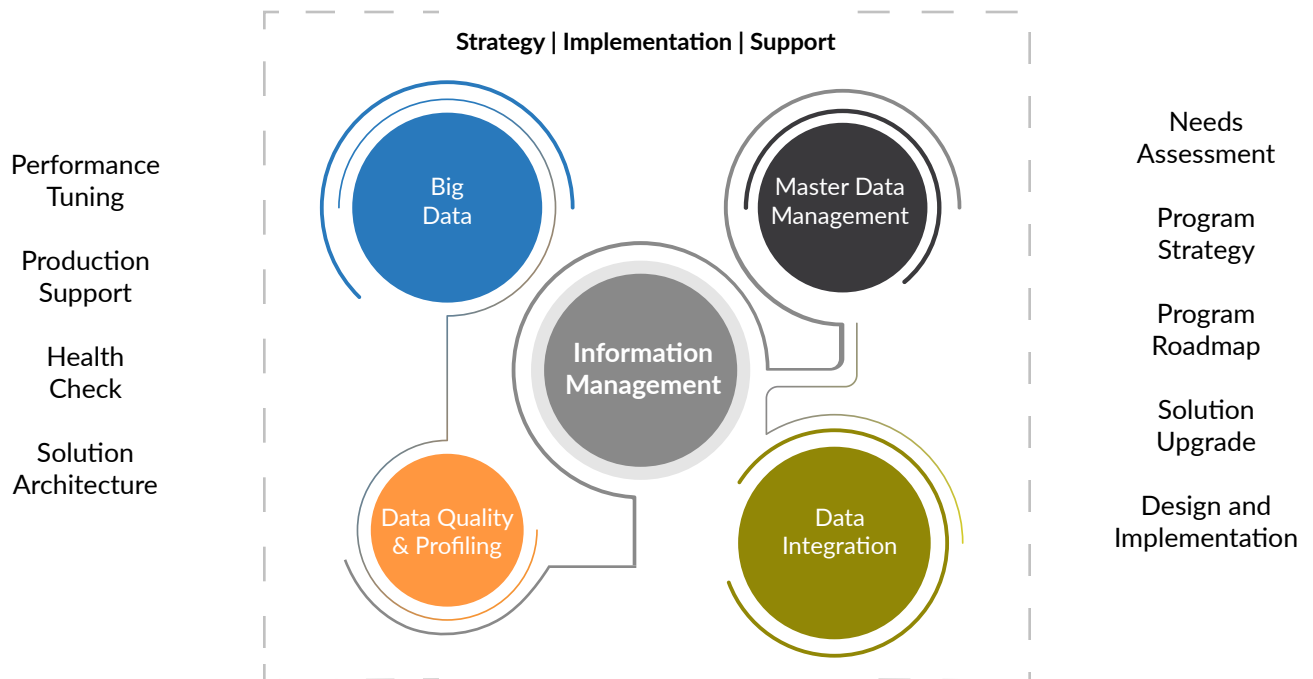 Strategy | Implementation | Support
Performance
Tuning
Production
Support
Health
Check
Solution
Architecture
Big
Data
Master Data
Management
Information
Management
Data Quality
& Profiling
Data
Integration
Needs
Assessment
Program
Strategy
Program
Roadmap
Solution
Upgrade
Design and
Implementation